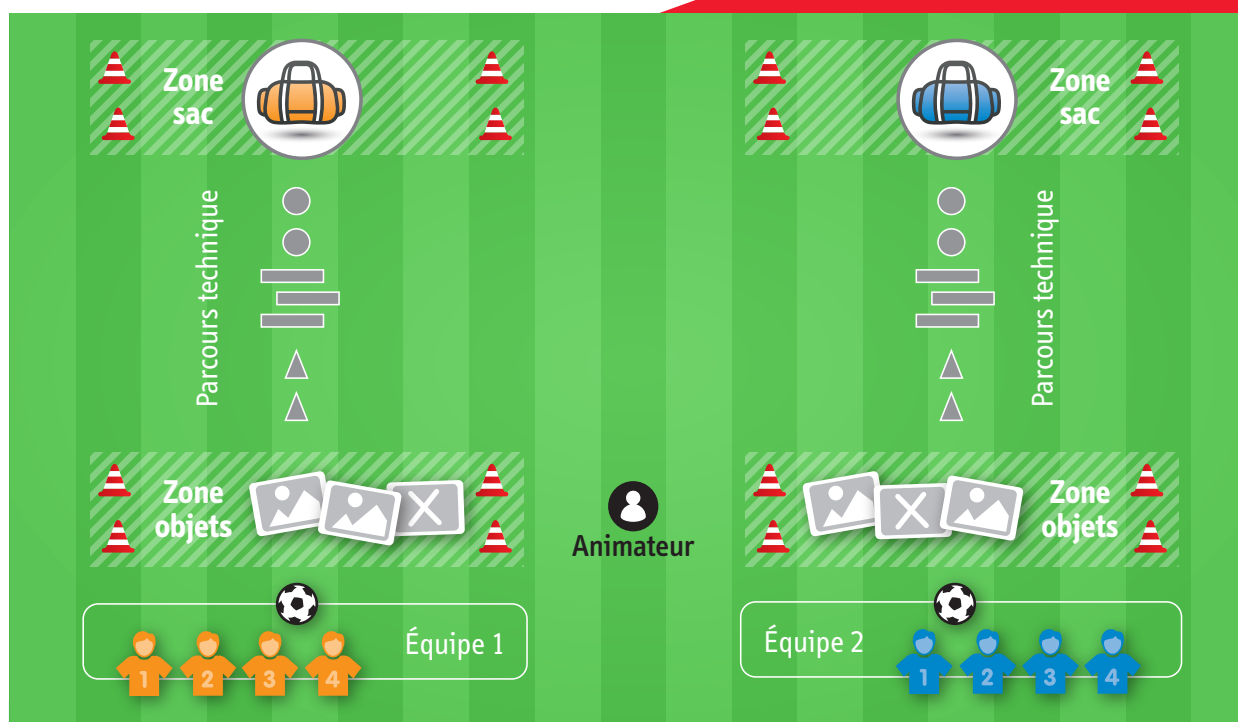 Zone
sac
Zone
sac
Parcours technique
Parcours technique
Zone
objets
Animateur
Zone
objets
Équipe 1
1 2 3 4
Équipe 2
1 2 3 4